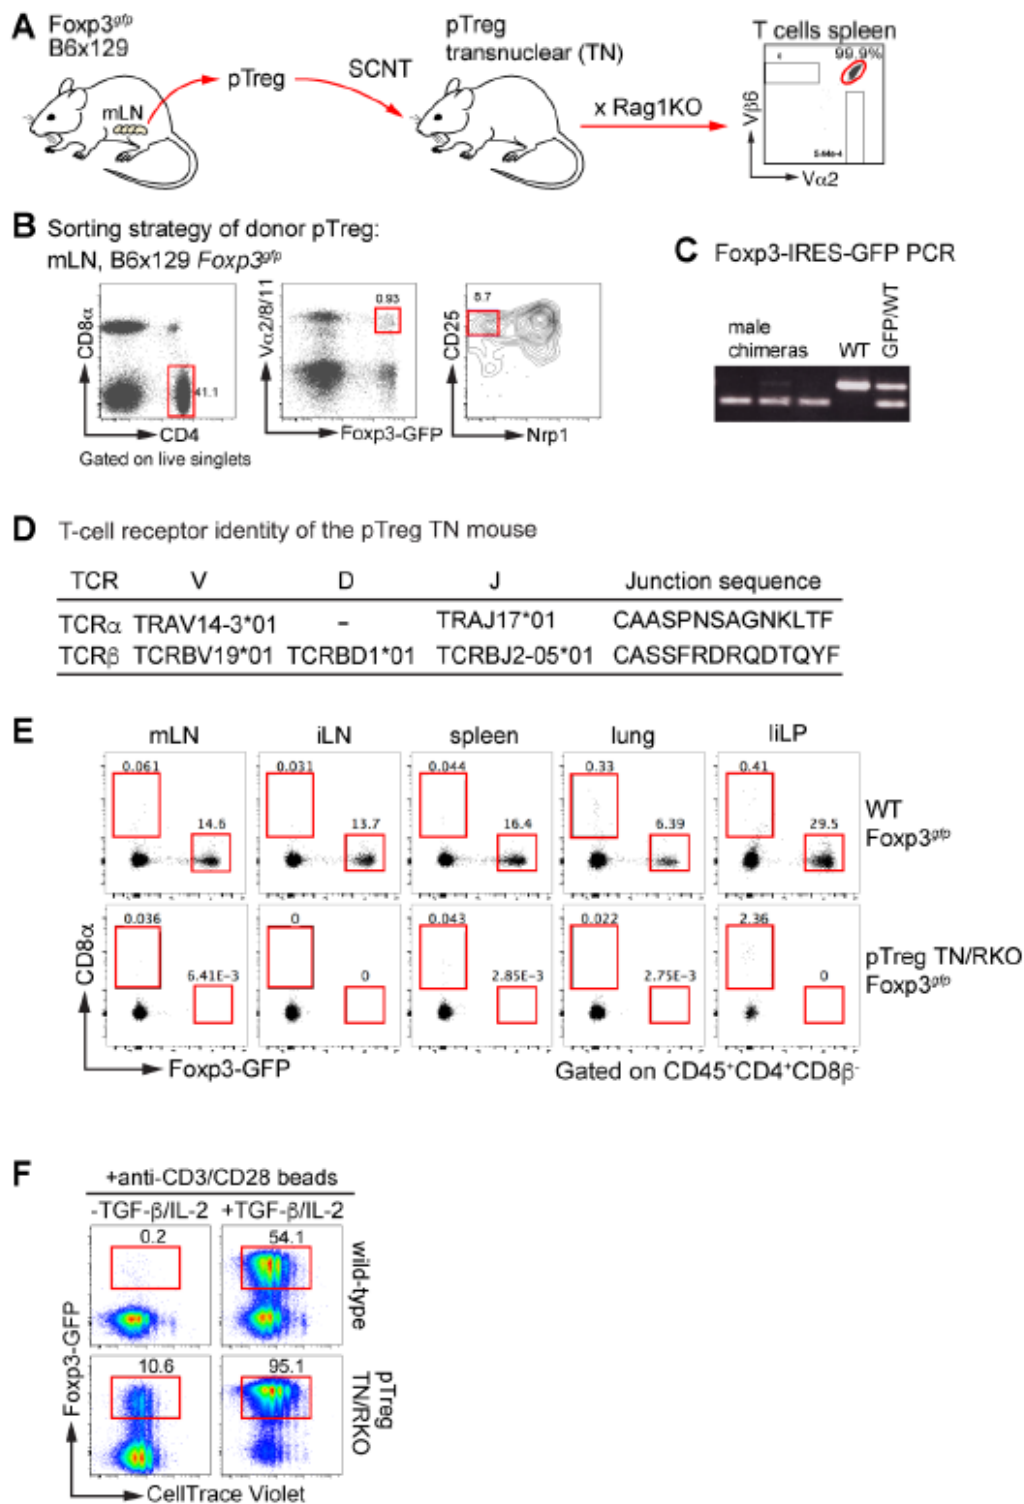 A
Foxp3gfp
B6x129
mLN
pTreg
SCNT
pTreg
transnuclear (TN)
x Rag1KO
T cells spleen
99.9%
Vβ6
Vα2
B Sorting strategy of donor pTreg:
mLN, B6x129 Foxp3gfp
CD8α
41.1
CD4
Gated on live singlets
Vα2/8/11
0.93
Foxp3-GFP
CD25
8.7
Nrp1
C Foxp3-IRES-GFP PCR
male
chimeras
WT
GFP/WT
D T-cell receptor identity of the pTreg TN mouse
TCR V D J Junction sequence
TCRα TRAV14-3*01 - TRAJ17*01 CAASPNSAGNKLTF
TCRβ TCRBV19*01 TCRBD1*01 TCRBJ2-05*01 CASSFRDRQDTQYF
E
mLN iLN spleen lung liLP
0.061 0.031 0.044 0.33 0.41
14.6 13.7 16.4 6.39 29.5
WT
Foxp3gfp
0.036 0 0.043 0.022 2.36
6.41E-3 0 2.85E-3 2.75E-3 0
pTreg TN/RKO
Foxp3gfp
CD8α
Foxp3-GFP
Gated on CD45+CD4+CD8β-
F
+anti-CD3/CD28 beads
-TGF-β/IL-2 +TGF-β/IL-2
0.2 54.1
wild-type
10.6 95.1
pTreg
TN/RKO
Foxp3-GFP
CellTrace Violet